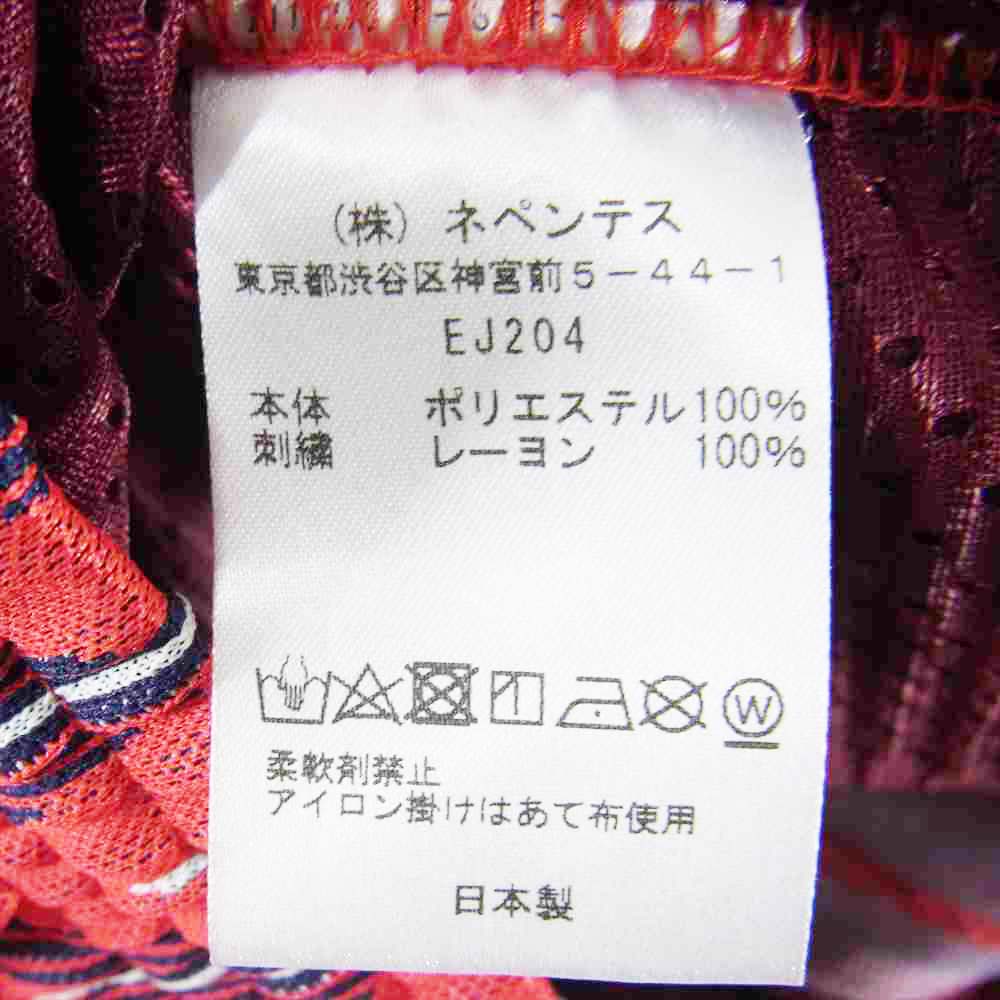 (株) ネペンテス
東京都渋谷区神宮前5－44－1
EJ204
本体 ポリエステル100%
刺繍 レーヨン 100%
W
柔軟剤禁止
アイロン掛けはあて布使用
日本製